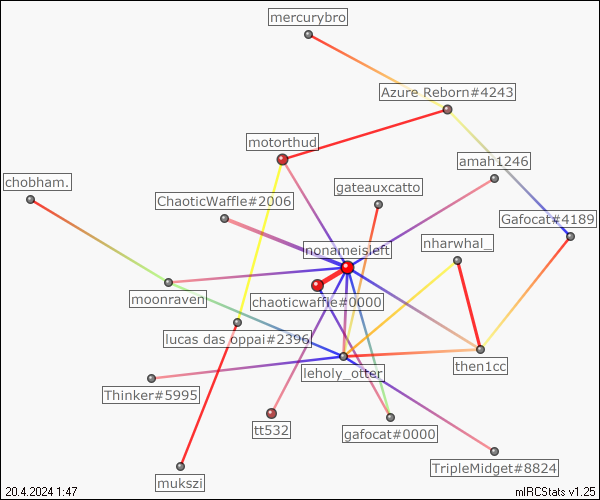 mercurybro
Azure Reborn#4243
motorthud
amah1246
chobham.
gateauxcatto
ChaoticWaffle#2006
Gafocat#4189
nharwhal_
nonameisleft
moonraven
chaoticwaffle#0000
lucas das oppai#2396
then1cc
leholy_otter
Thinker#5995
tt532
gafocat#0000
TripleMidget#8824
mukszi
20.4.2024 1:47
mIRCStats v1.25